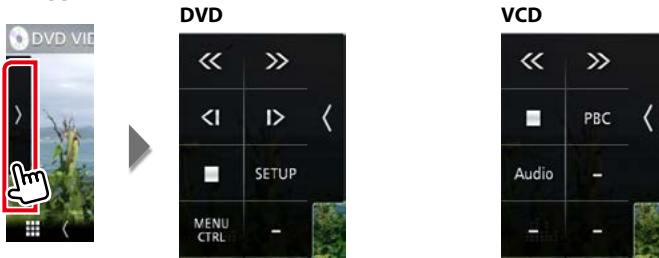 DVD
VCD
DVD VID
SETUP
MENU
CTRL
–
PBC
Audio
–
–
–